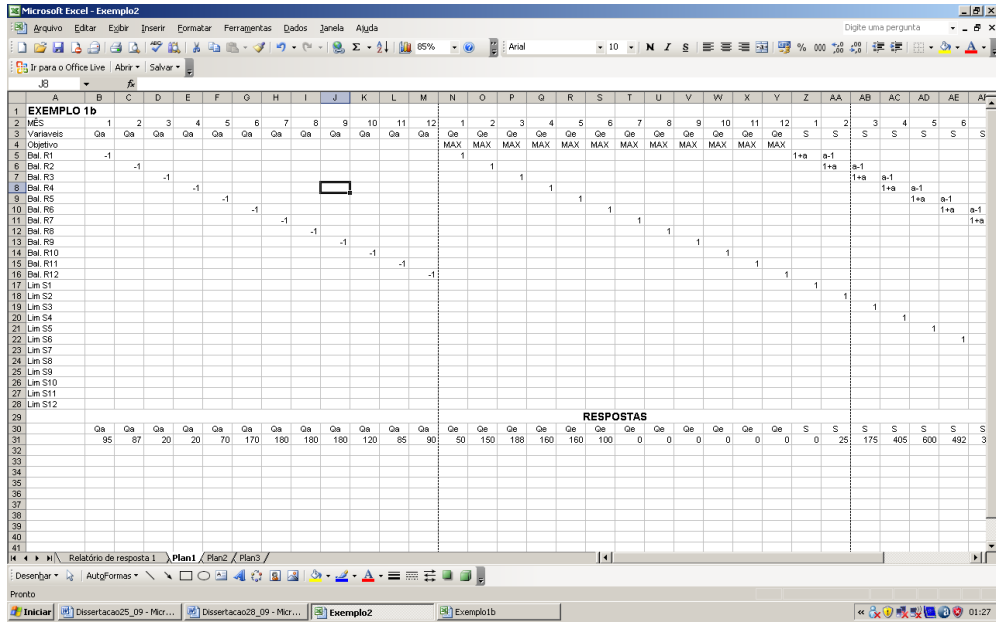 Microsoft Excel - Exemplo2
Arquivo Editar Exibir Inserir Formatar Ferramentas Dados Janela Ajuda Digite uma pergunta
85% Arial 10 N I S % 000
Ir para o Office Live Abrir Salvar
J8 fx
A B C D E F G H I J K L M N O P Q R S T U V W X Y Z AA AB AC AD AE AF
1 EXEMPLO 1b
2 MÊS 1 2 3 4 5 6 7 8 9 10 11 12 1 2 3 4 5 6 7 8 9 10 11 12 1 2 3 4 5 6
3 Variaveis Qa Qa Qa Qa Qa Qa Qa Qa Qa Qa Qa Qa Qe Qe Qe Qe Qe Qe Qe Qe Qe Qe Qe Qe S S S S S S S
4 Objetivo MAX MAX MAX MAX MAX MAX MAX MAX MAX MAX MAX MAX
5 Bal. R1 -1 1 1+a a-1
6 Bal. R2 -1 1 1+a a-1
7 Bal. R3 -1 1 1+a a-1
8 Bal. R4 -1 1 1+a a-1
9 Bal. R5 -1 1 1+a a-1
10 Bal. R6 -1 1 1+a a-1
11 Bal. R7 -1 1 1+a
12 Bal. R8 -1 1
13 Bal. R9 -1 1
14 Bal. R10 -1 1
15 Bal. R11 -1 1
16 Bal. R12 -1 1
17 Lim S1 1
18 Lim S2 1
19 Lim S3 1
20 Lim S4 1
21 Lim S5 1
22 Lim S6 1
23 Lim S7
24 Lim S8
25 Lim S9
26 Lim S10
27 Lim S11
28 Lim S12
29 RESPOSTAS
30 Qa Qa Qa Qa Qa Qa Qa Qa Qa Qa Qa Qa Qe Qe Qe Qe Qe Qe Qe Qe Qe Qe Qe Qe S S S S S S S
31 95 87 20 20 70 170 180 180 180 120 85 90 50 150 188 160 160 100 0 0 0 0 0 0 0 25 175 405 600 492 3
32
33
34
35
36
37
38
39
40
41
Relatório de resposta 1 Plan1 Plan2 Plan3
Desenhar AutoFormas
Pronto
Iniciar Dissertacao25_09 - Micr... Dissertacao28_09 - Micr... Exemplo2 Exemplo1b 01:27